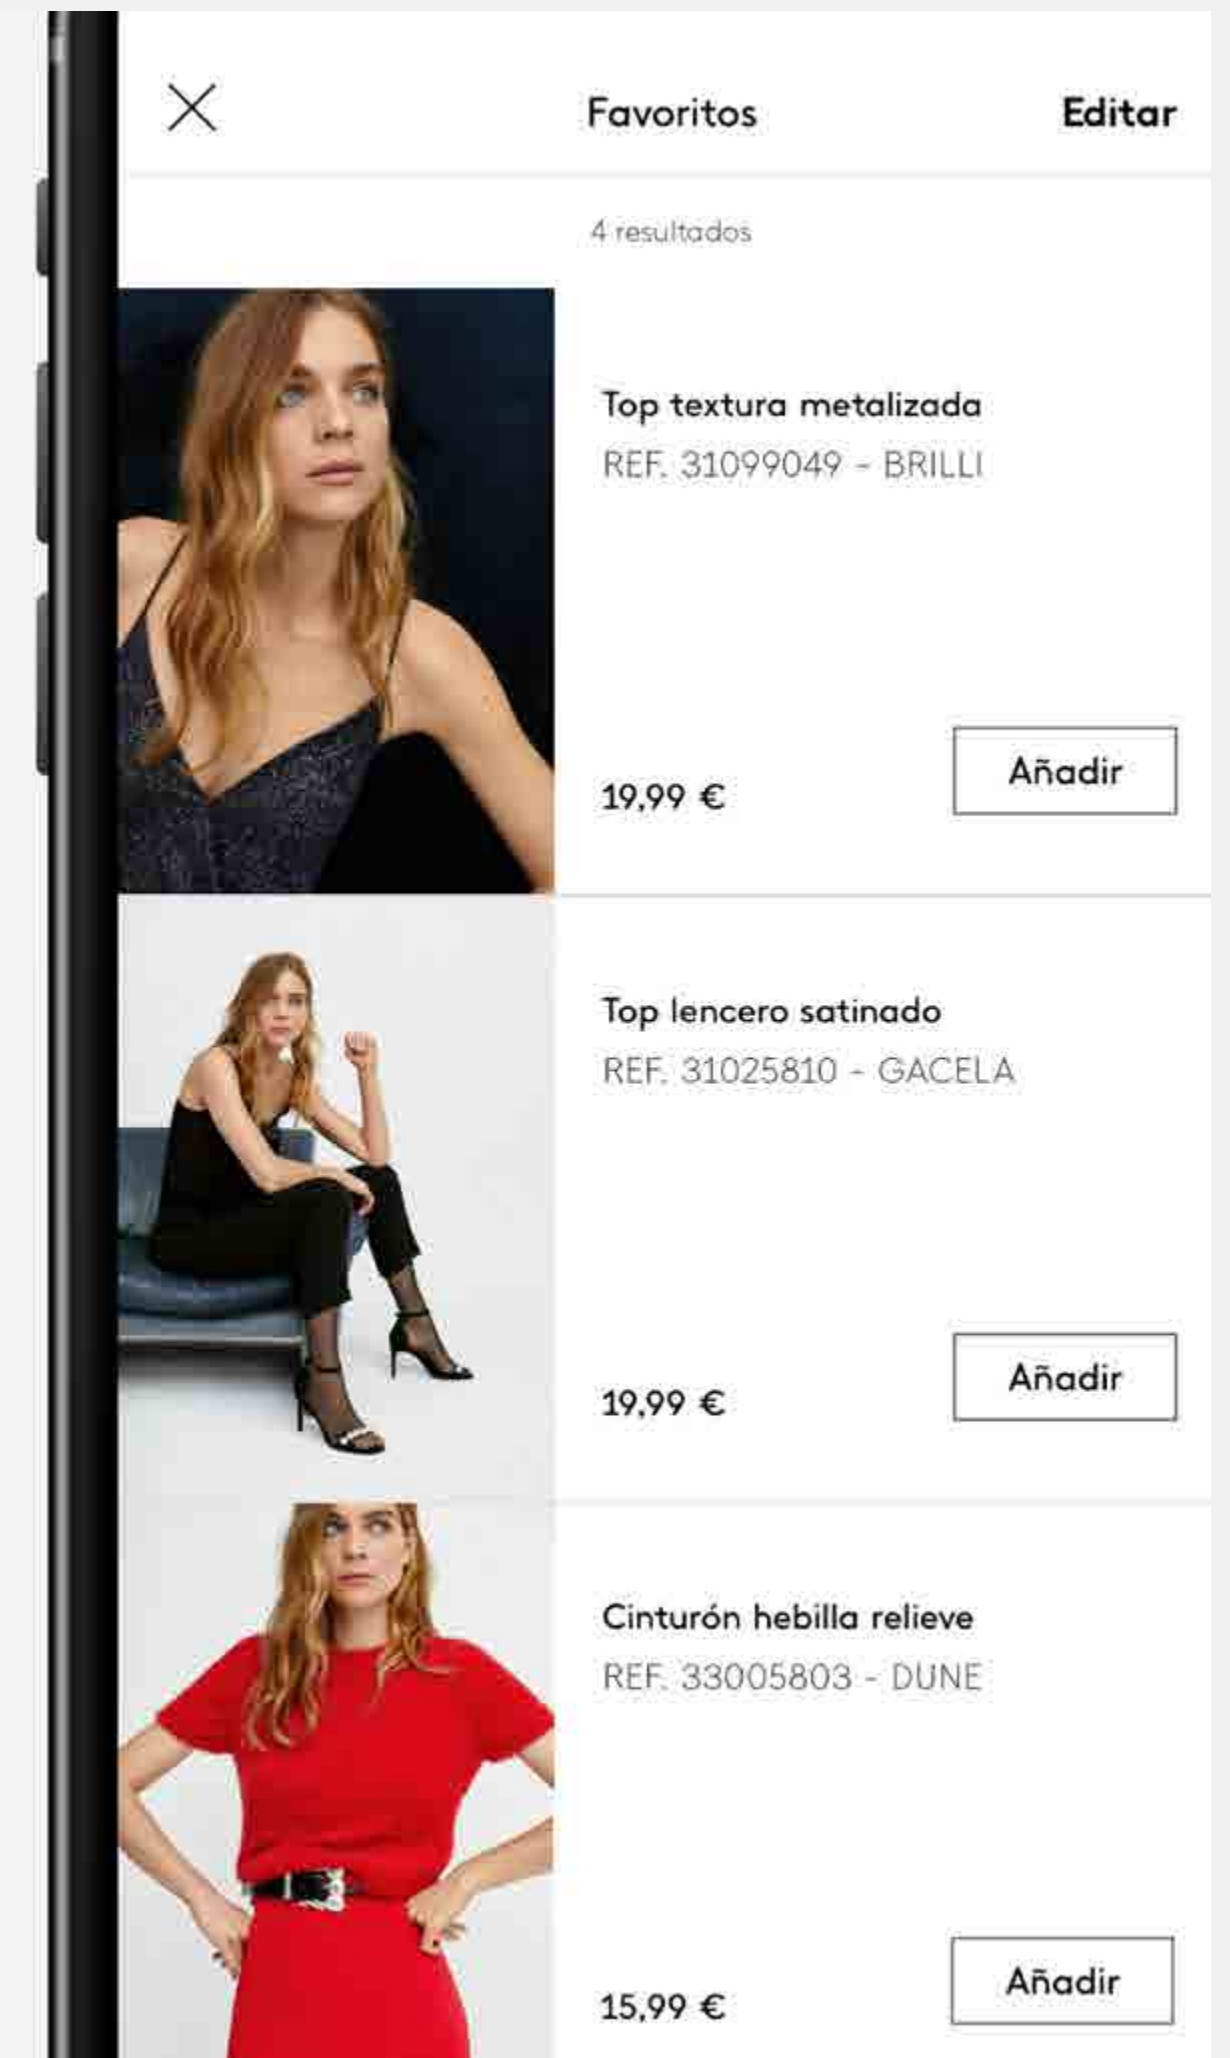 Favoritos
Editar
4 resultados
Top textura metalizada
REF. 31099049 - BRILLI
19,99 €
Añadir
Top lencero satinado
REF. 31025810 - GACELA
19,99 €
Añadir
Cinturón hebilla relieve
REF. 33005803 - DUNE
15,99 €
Añadir